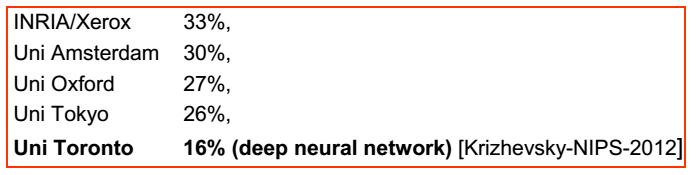 INRIA/Xerox 33%,
Uni Amsterdam 30%,
Uni Oxford 27%,
Uni Tokyo 26%,
Uni Toronto 16% (deep neural network) [Krizhevsky-NIPS-2012]